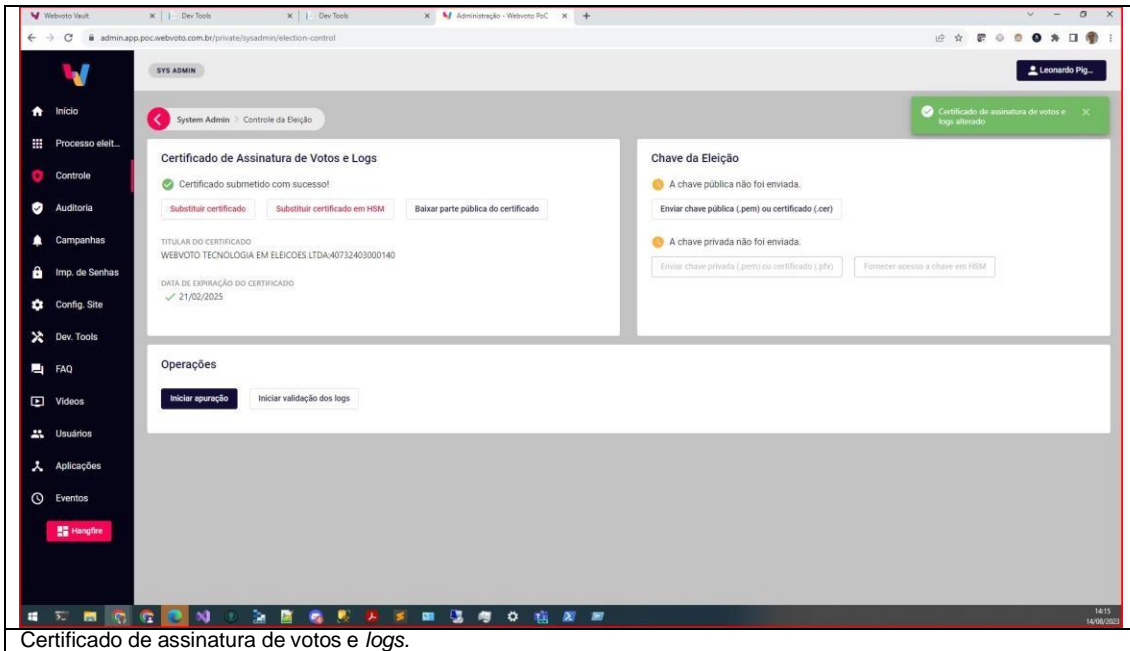 Webvoto Vault
Dev Tools
Dev Tools
Administração - Webvoto PoC
admin.app.poc.webvoto.com.br/private/sysadmin/election-control
SYS ADMIN
Leonardo Pig...
Início
System Admin > Controle da Eleição
Certificado de assinatura de votos e
logs alterado
Processo eleit...
Controle
Auditoria
Campanhas
Imp. de Senhas
Config. Site
Dev. Tools
FAQ
Vídeos
Usuários
Aplicações
Eventos
Hangfire
Certificado de Assinatura de Votos e Logs
Certificado submetido com sucesso!
Substituir certificado
Substituir certificado em HSM
Baixar parte pública do certificado
TITULAR DO CERTIFICADO
WEBVOTO TECNOLOGIA EM ELEICOES LTDA:40732403000140
DATA DE EXPIRAÇÃO DO CERTIFICADO
21/02/2025
Chave da Eleição
A chave pública não foi enviada.
Enviar chave pública (.pem) ou certificado (.cer)
A chave privada não foi enviada.
Enviar chave privada (.pem) ou certificado (.pfx)
Fornecer acesso a chave em HSM
Operações
Iniciar apuração
Iniciar validação dos logs
14:15
14/08/2023
Certificado de assinatura de votos e logs.